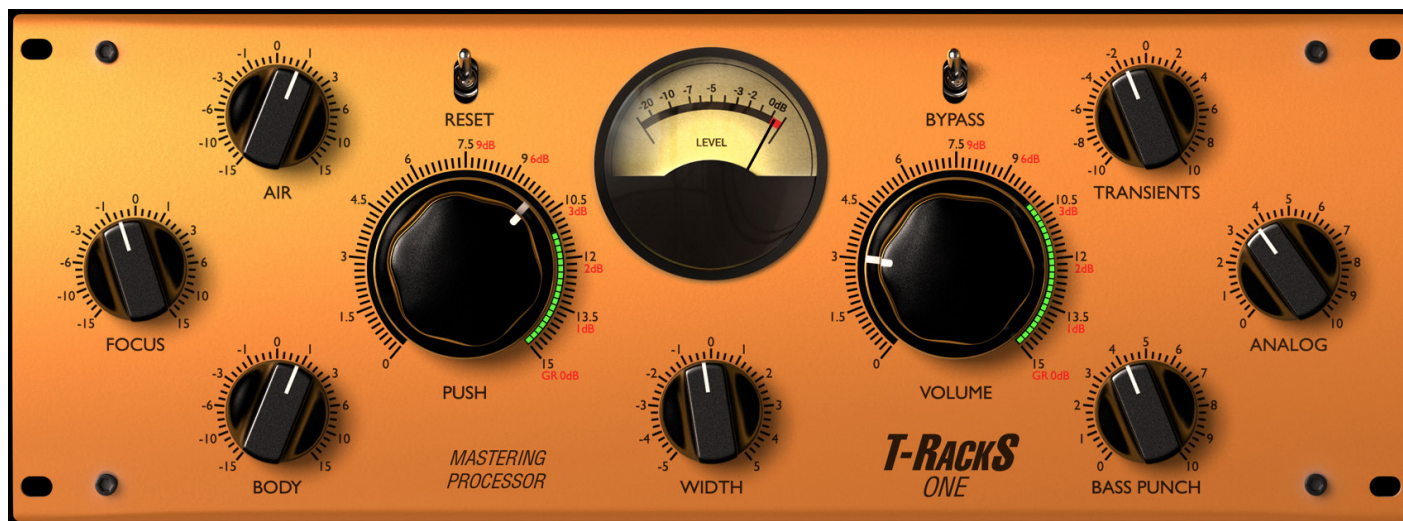 RESET
BYPASS
AIR
-15 -10 -6 -3 -1 0 1 3 6 10 15
FOCUS
-15 -10 -6 -3 -1 0 1 3 6 10 15
BODY
-15 -10 -6 -3 -1 0 1 3 6 10 15
PUSH
0 1.5 3 4.5 6 7.5 9 10.5 12 13.5 15
9dB 6dB 3dB 2dB 1dB GR 0dB
-20 -10 -7 -5 -3 -2 0dB
LEVEL
WIDTH
-5 -4 -3 -2 -1 0 1 2 3 4 5
VOLUME
0 1.5 3 4.5 6 7.5 9 10.5 12 13.5 15
9dB 6dB 3dB 2dB 1dB GR 0dB
TRANSIENTS
-10 -8 -6 -4 -2 0 2 4 6 8 10
ANALOG
0 1 2 3 4 5 6 7 8 9 10
BASS PUNCH
0 1 2 3 4 5 6 7 8 9 10
MASTERING
PROCESSOR
T-RackS
ONE